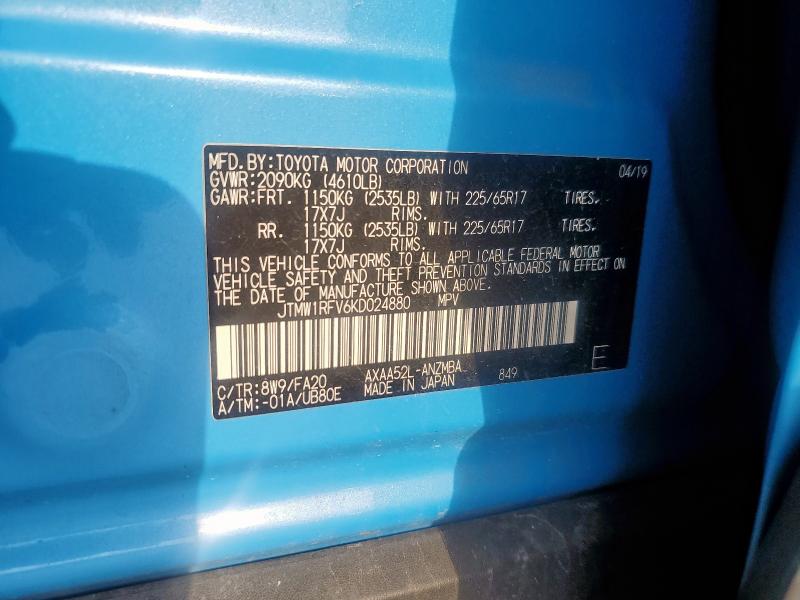 MFD. BY: TOYOTA MOTOR CORPORATION 04/19
GVWR: 2090KG (4610LB)
GAWR: FRT. 1150KG (2535LB) WITH 225/65R17 TIRES.
17X7J RIMS.
RR. 1150KG (2535LB) WITH 225/65R17 TIRES.
17X7J RIMS.
THIS VEHICLE CONFORMS TO ALL APPLICABLE FEDERAL MOTOR
VEHICLE SAFETY AND THEFT PREVENTION STANDARDS IN EFFECT ON
THE DATE OF MANUFACTURE SHOWN ABOVE.
JTMW1RFV6KD024880 MPV
C/TR: 8W9/FA20 AXAA52L-ANZMBA 849 E
A/TM: -01A/UB80E MADE IN JAPAN